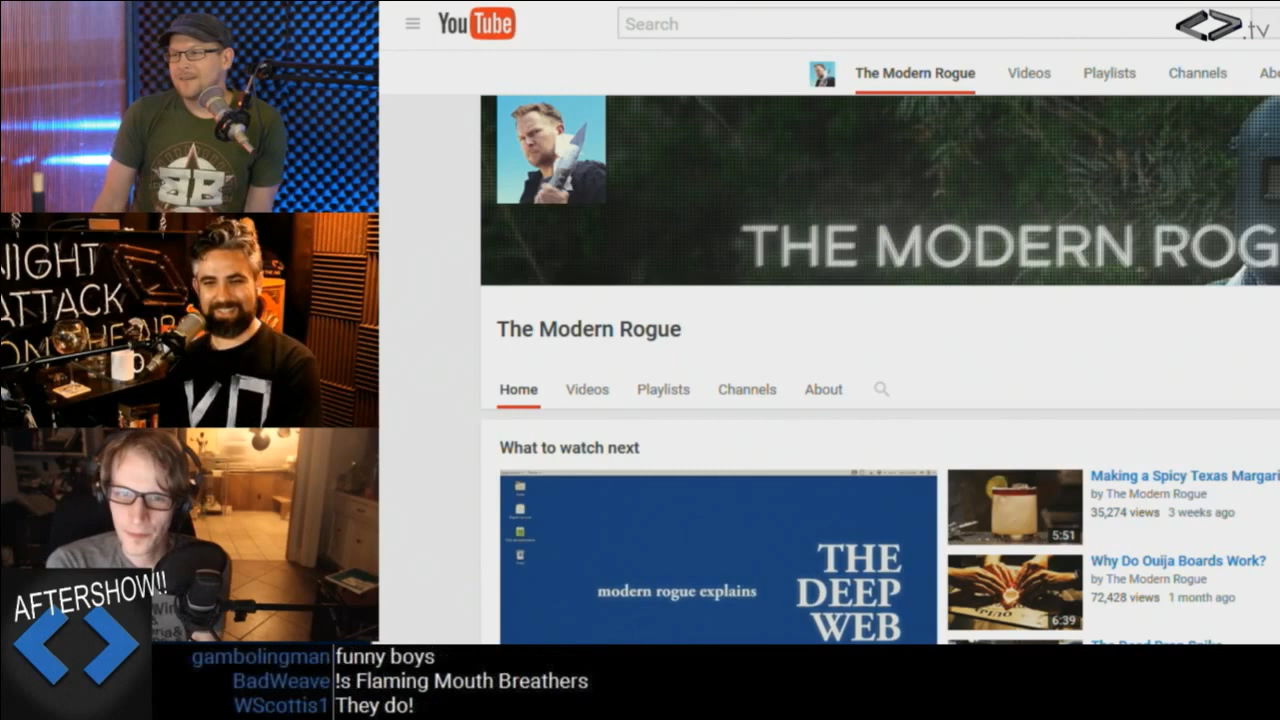 YouTube
Search
.tv
The Modern Rogue
Videos
Playlists
Channels
THE MODERN ROG
The Modern Rogue
Home
Videos
Playlists
Channels
About
What to watch next
modern rogue explains
THE
DEEP
WEB
5:51
Making a Spicy Texas Margari
by The Modern Rogue
35,274 views 3 weeks ago
6:39
Why Do Ouija Boards Work?
by The Modern Rogue
72,428 views 1 month ago
BB
NIGHT
ATTACK
AFTERSHOW!!
gambolingman funny boys
BadWeave !s Flaming Mouth Breathers
WScottis1 They do!